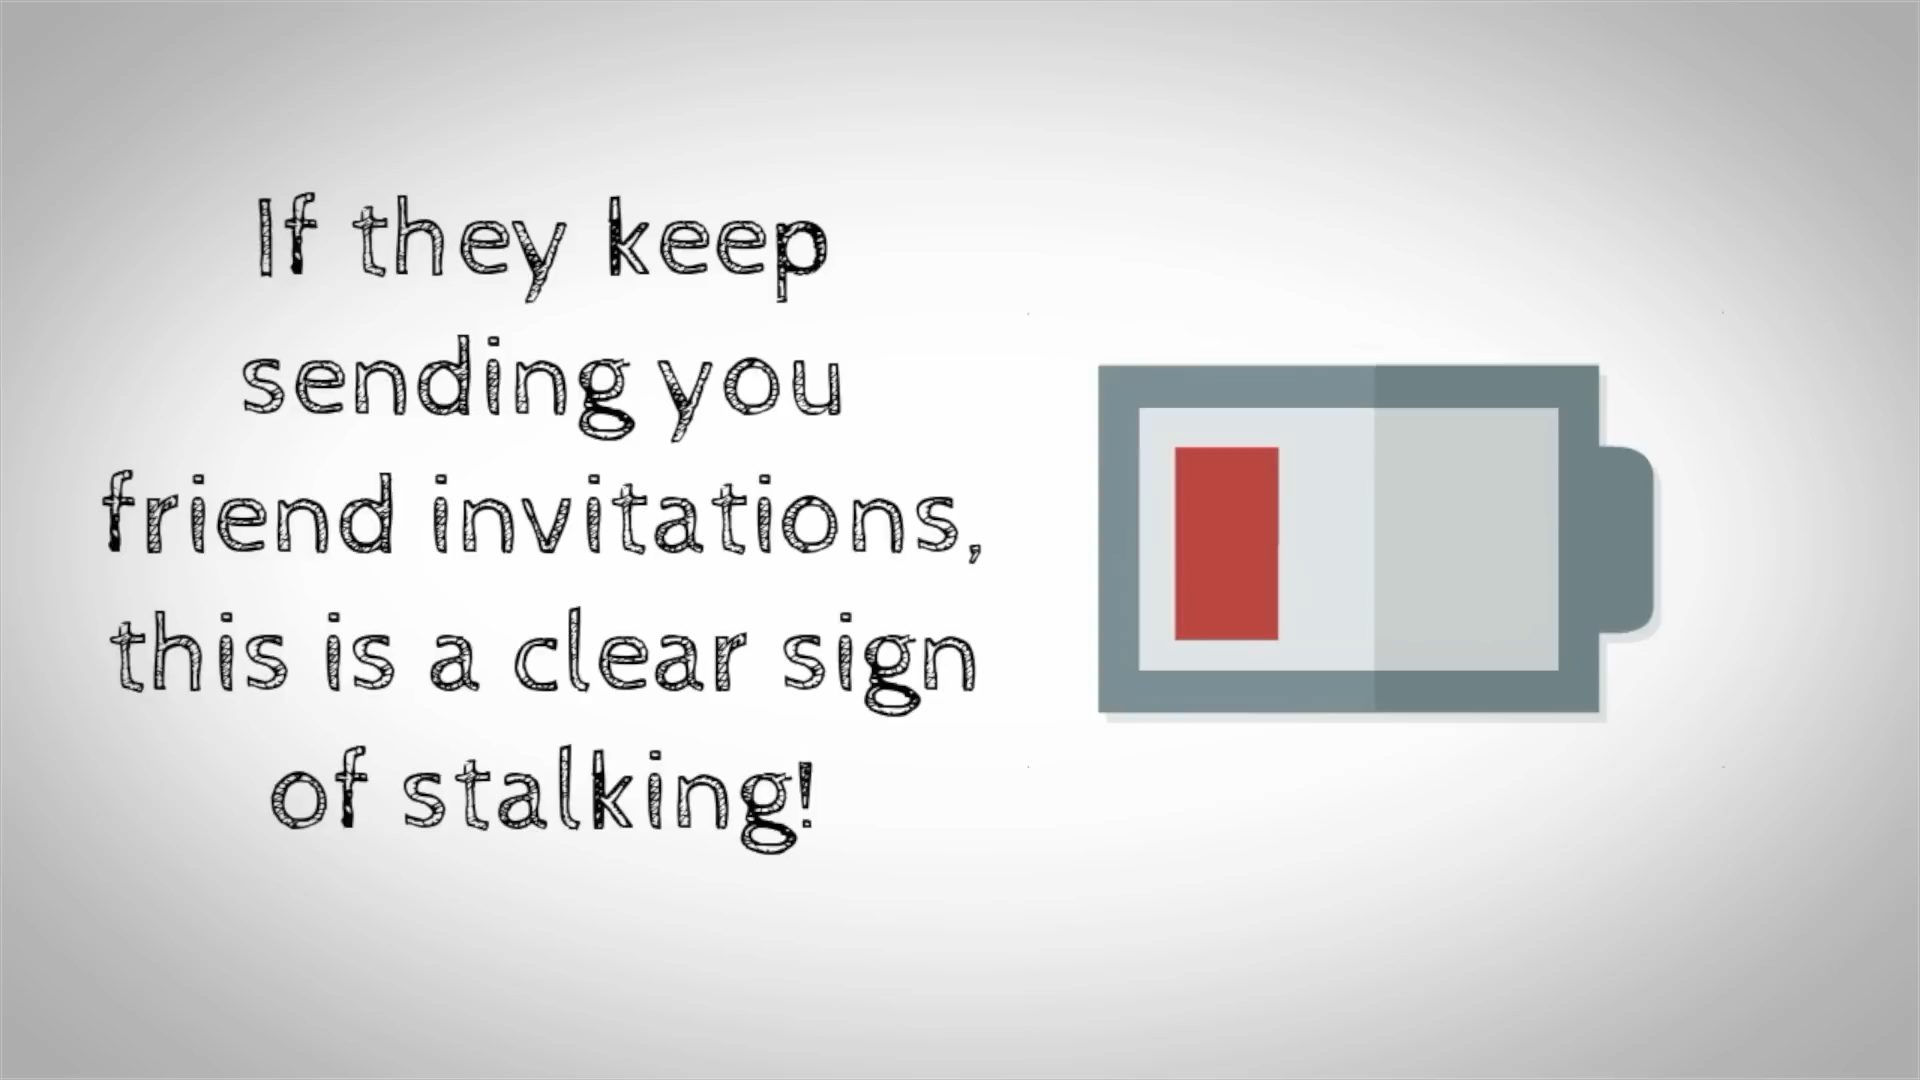 If they keep
sending you
friend invitations,
this is a clear sign
of stalking!